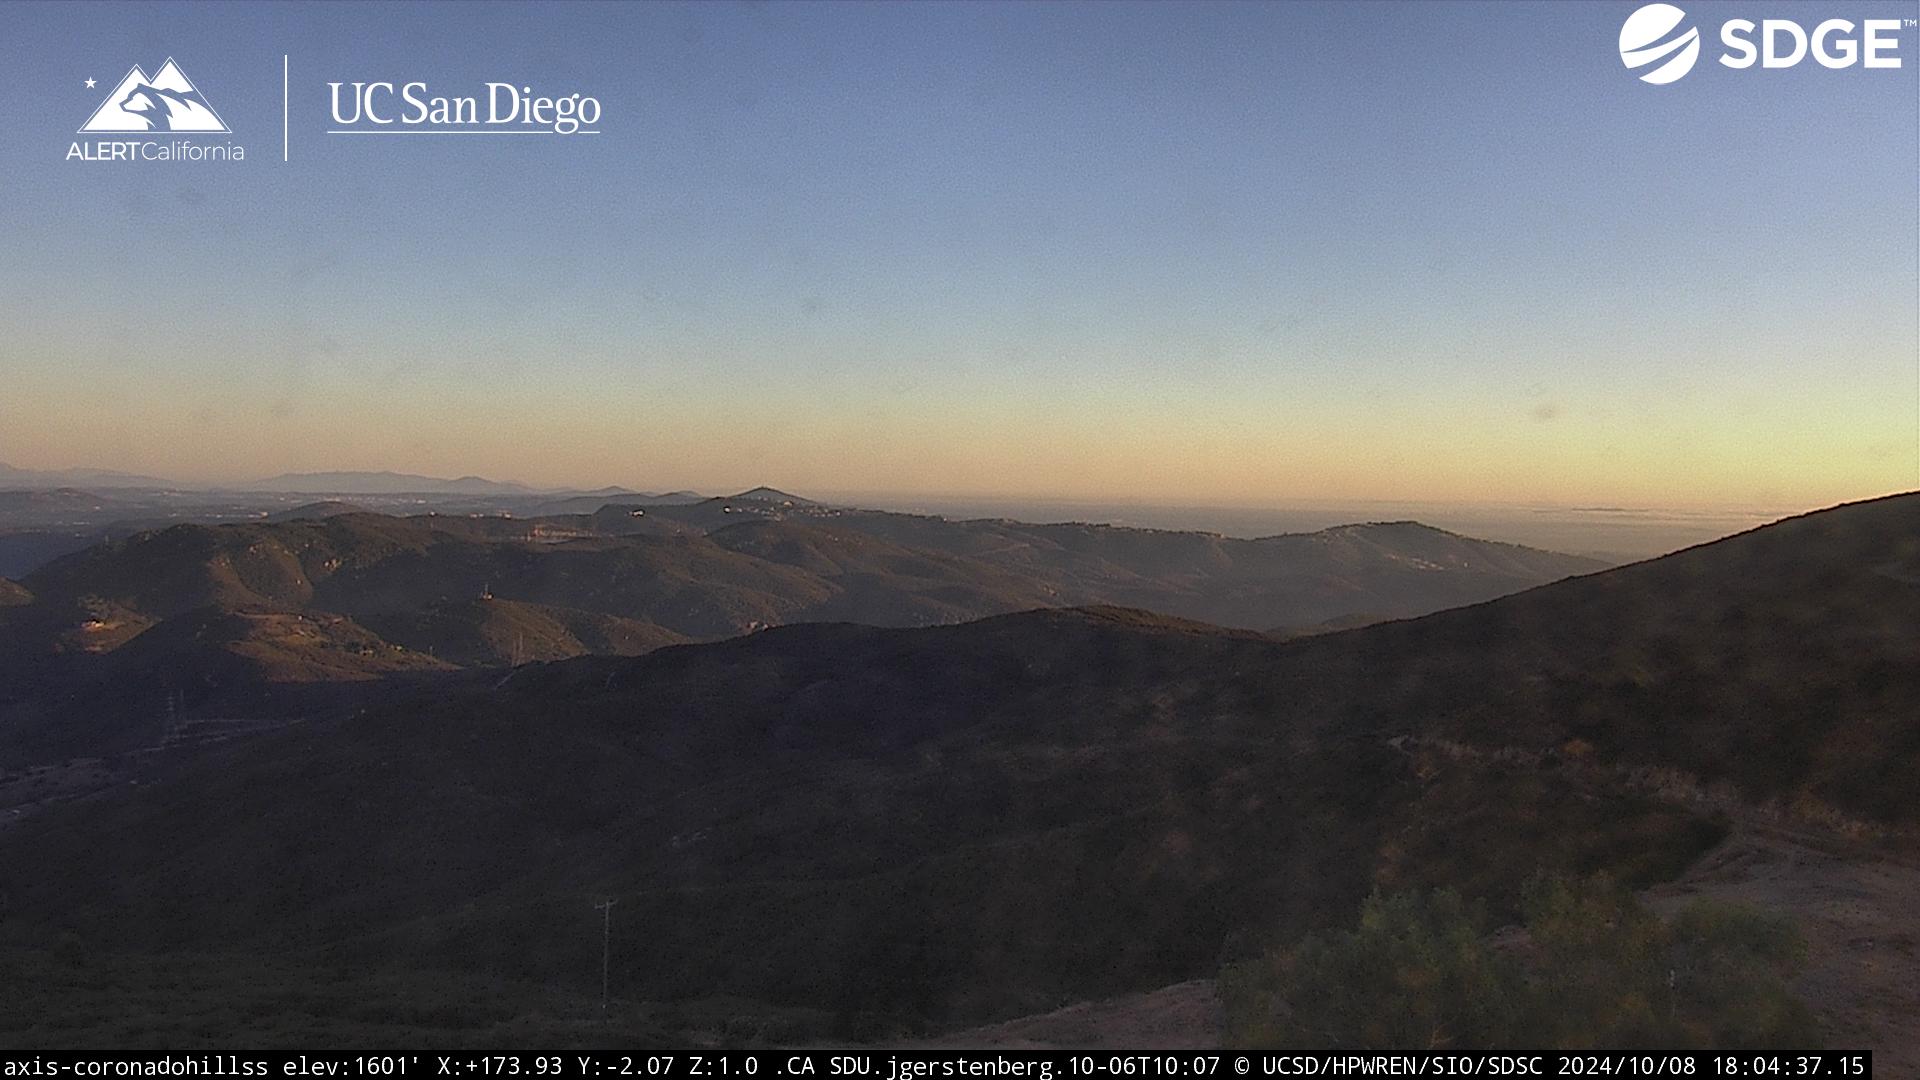 SDGE™
UC San Diego
ALERTCalifornia
axis-coronadohillss elev:1601' X:+173.93 Y:-2.07 Z:1.0 .CA SDU.jgerstenberg.10-06T10:07 © UCSD/HPWREN/SIO/SDSC 2024/10/08 18:04:37.15